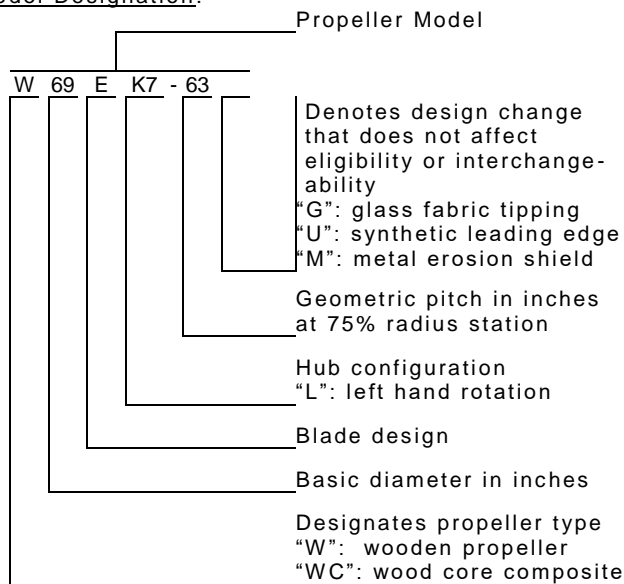 odel Designation:
Propeller Model
W 69 E K7 - 63
Denotes design change
that does not affect
eligibility or interchange-
ability
“G”: glass fabric tipping
“U”: synthetic leading edge
“M”: metal erosion shield
Geometric pitch in inches
at 75% radius station
Hub configuration
“L”: left hand rotation
Blade design
Basic diameter in inches
Designates propeller type
“W”: wooden propeller
“WC”: wood core composite